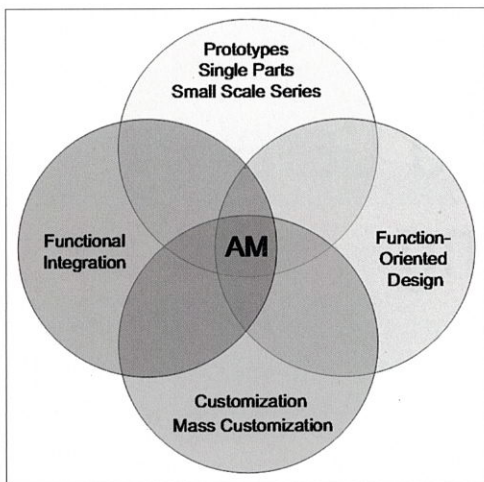 Prototypes
Single Parts
Small Scale Series
Functional
Integration
AM
Function-
Oriented
Design
Customization
Mass Customization